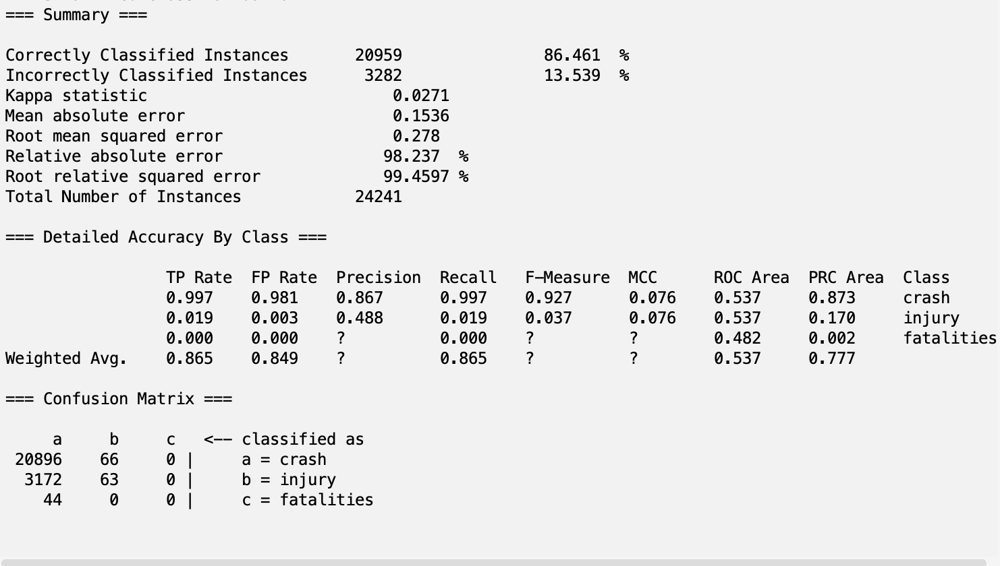 === Summary ===
Correctly Classified Instances 20959 86.461 %
Incorrectly Classified Instances 3282 13.539 %
Kappa statistic 0.0271
Mean absolute error 0.1536
Root mean squared error 0.278
Relative absolute error 98.237 %
Root relative squared error 99.4597 %
Total Number of Instances 24241
=== Detailed Accuracy By Class ===
TP Rate FP Rate Precision Recall F-Measure MCC ROC Area PRC Area Class
0.997 0.981 0.867 0.997 0.927 0.076 0.537 0.873 crash
0.019 0.003 0.488 0.019 0.037 0.076 0.537 0.170 injury
0.000 0.000 ? 0.000 ? ? 0.482 0.002 fatalities
Weighted Avg. 0.865 0.849 ? 0.865 ? ? 0.537 0.777
=== Confusion Matrix ===
a b c <-- classified as
20896 66 0 | a = crash
3172 63 0 | b = injury
44 0 0 | c = fatalities